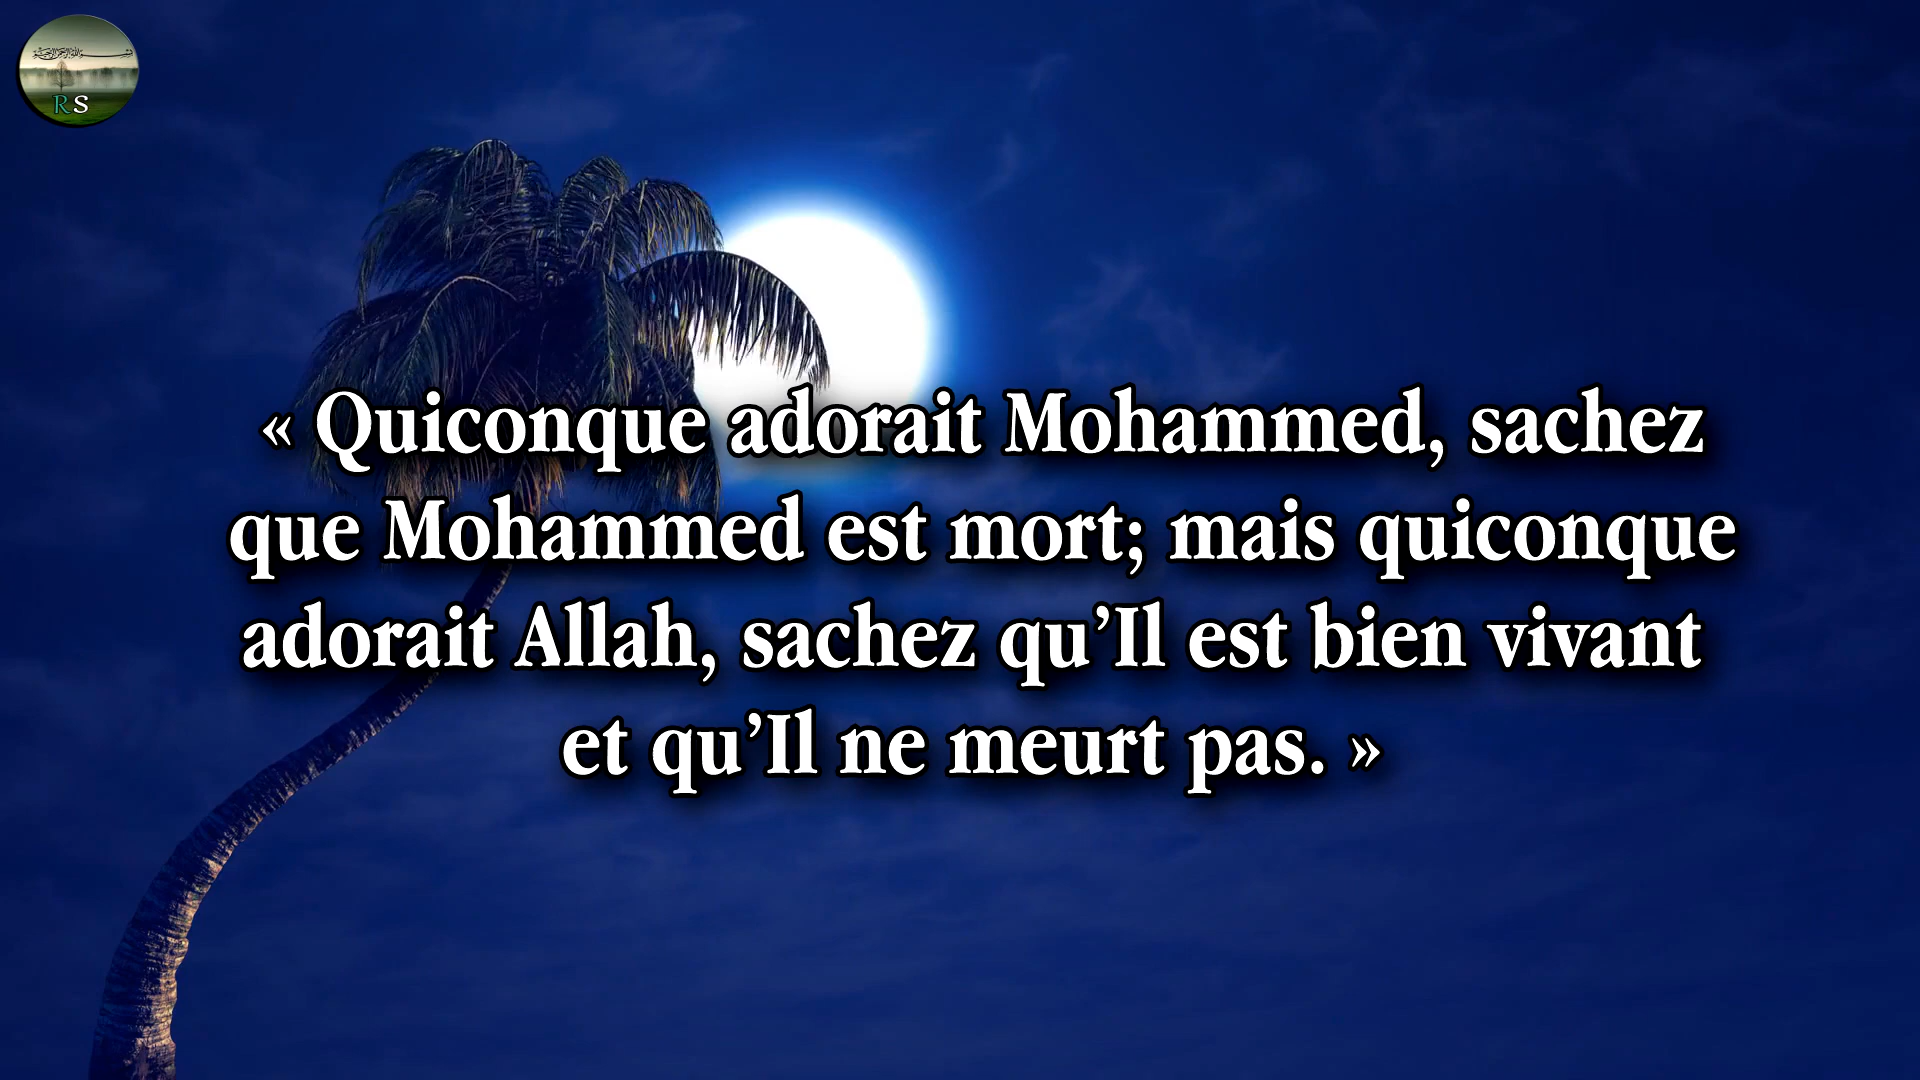 RS
« Quiconque adorait Mohammed, sachez
que Mohammed est mort; mais quiconque
adorait Allah, sachez qu’Il est bien vivant
et qu’Il ne meurt pas. »